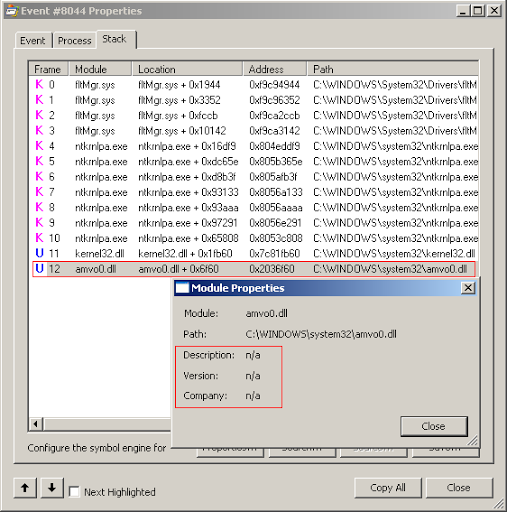 Event #8044 Properties
Event Process Stack
Frame Module Location Address Path
K 0 fltMgr.sys fltMgr.sys + 0x1944 0xf9c94944 C:\WINDOWS\System32\Drivers\fltM
K 1 fltMgr.sys fltMgr.sys + 0x3352 0xf9c96352 C:\WINDOWS\System32\Drivers\fltM
K 2 fltMgr.sys fltMgr.sys + 0xfccb 0xf9ca2ccb C:\WINDOWS\System32\Drivers\fltM
K 3 fltMgr.sys fltMgr.sys + 0x10142 0xf9ca3142 C:\WINDOWS\System32\Drivers\fltM
K 4 ntkrnlpa.exe ntkrnlpa.exe + 0x16df9 0x804eddf9 C:\WINDOWS\system32\ntkrnlpa.
K 5 ntkrnlpa.exe ntkrnlpa.exe + 0xdc65e 0x805b365e C:\WINDOWS\system32\ntkrnlpa.
K 6 ntkrnlpa.exe ntkrnlpa.exe + 0xd8b3f 0x805afb3f C:\WINDOWS\system32\ntkrnlpa.
K 7 ntkrnlpa.exe ntkrnlpa.exe + 0x93133 0x8056a133 C:\WINDOWS\system32\ntkrnlpa.
K 8 ntkrnlpa.exe ntkrnlpa.exe + 0x93aaa 0x8056aaaa C:\WINDOWS\system32\ntkrnlpa.
K 9 ntkrnlpa.exe ntkrnlpa.exe + 0x97291 0x8056e291 C:\WINDOWS\system32\ntkrnlpa.
K 10 ntkrnlpa.exe ntkrnlpa.exe + 0x65808 0x8053c808 C:\WINDOWS\system32\ntkrnlpa.
U 11 kernel32.dll kernel32.dll + 0x1fb60 0x7c81fb60 C:\WINDOWS\system32\kernel32.dll
U 12 amvo0.dll amvo0.dll + 0x6f60 0x2036f60 C:\WINDOWS\system32\amvo0.dll
Module Properties
Module: amvo0.dll
Path: C:\WINDOWS\system32\amvo0.dll
Description: n/a
Version: n/a
Company: n/a
Close
Configure the symbol engine for
Next Highlighted Copy All Close